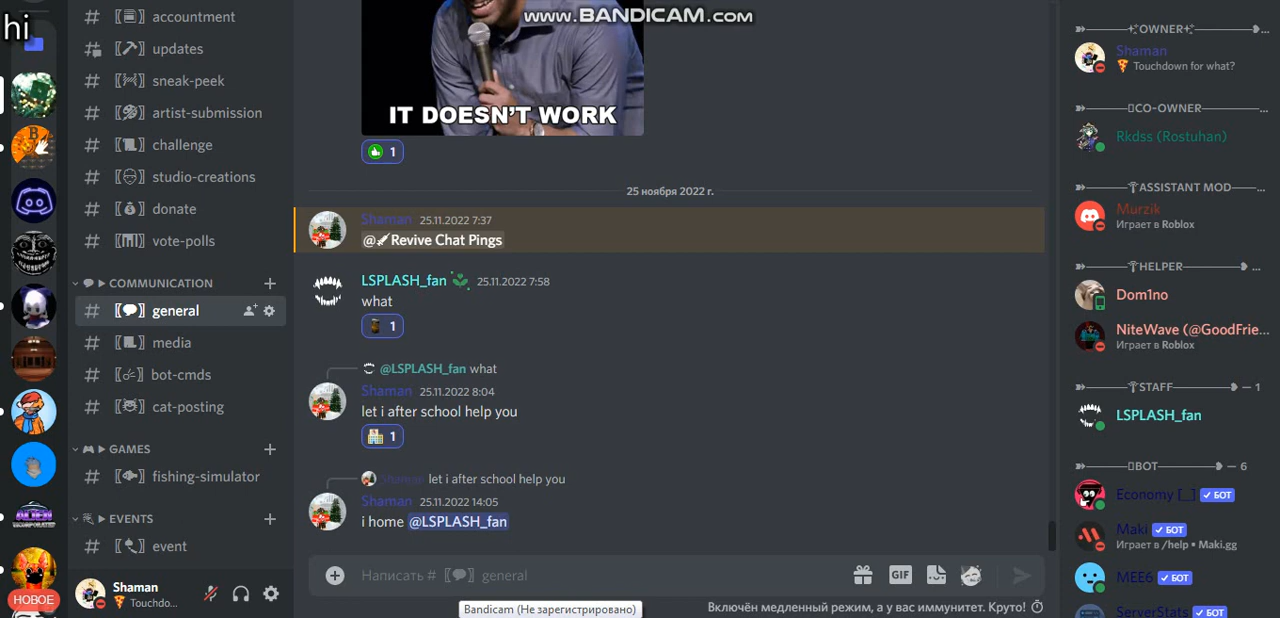 hi
www.BANDICAM.com
# 〚💰〛 accountment
〚🔨〛 updates
# 〚〛 sneak-peek
# 〚🎨〛 artist-submission
# 〚〛 challenge
# 〚〛 studio-creations
# 〚💰〛 donate
# 〚📊〛 vote-polls
💬 ▸ COMMUNICATION +
# 〚💬〛 general
# 〚〛 media
# 〚〛 bot-cmds
# 〚🐱〛 cat-posting
🎮 ▸ GAMES +
# 〚🐟〛 fishing-simulator
▸ EVENTS +
# 〚〛 event
НОВОЕ
Shaman
🍕 Touchdo...
IT DOESN'T WORK
1
25 ноября 2022 г.
Shaman 25.11.2022 7:37
@Revive Chat Pings
LSPLASH_fan 25.11.2022 7:58
what
1
@LSPLASH_fan what
Shaman 25.11.2022 8:04
let i after school help you
1
Shaman let i after school help you
Shaman 25.11.2022 14:05
i home @LSPLASH_fan
Написать # 〚💬〛 general
GIF
Bandicam (Не зарегистрировано)
Включён медленный режим, а у вас иммунитет. Круто!
OWNER
Shaman
🍕 Touchdown for what?
CO-OWNER
Rkdss (Rostuhan)
ASSISTANT MOD
Murzik
Играет в Roblox
HELPER
Dom1no
NiteWave (@GoodFrie...
Играет в Roblox
STAFF — 1
LSPLASH_fan
BOT — 6
Economy [_] ✓ БОТ
Maki ✓ БОТ
Играет в /help • Maki.gg
MEE6 ✓ БОТ
ServerStats ✓ БОТ